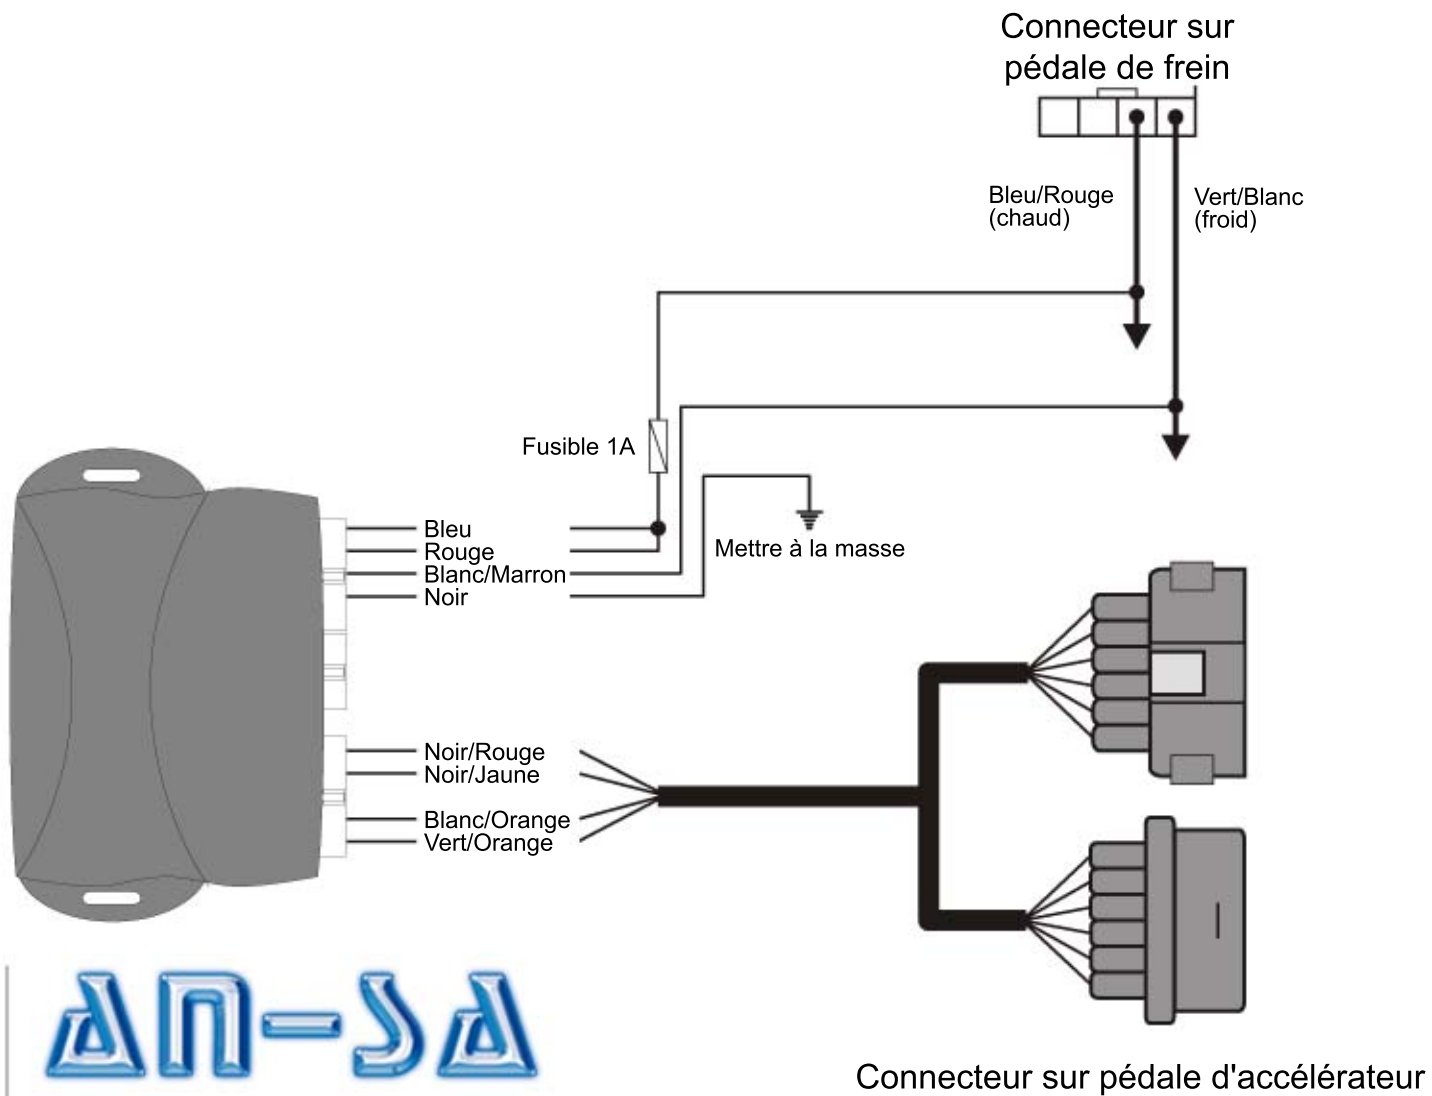 Connecteur sur
pédale de frein
Bleu/Rouge
(chaud)
Vert/Blanc
(froid)
Fusible 1A
Bleu
Rouge
Blanc/Marron
Noir
Mettre à la masse
Noir/Rouge
Noir/Jaune
Blanc/Orange
Vert/Orange
AN-SA
Connecteur sur pédale d'accélérateur